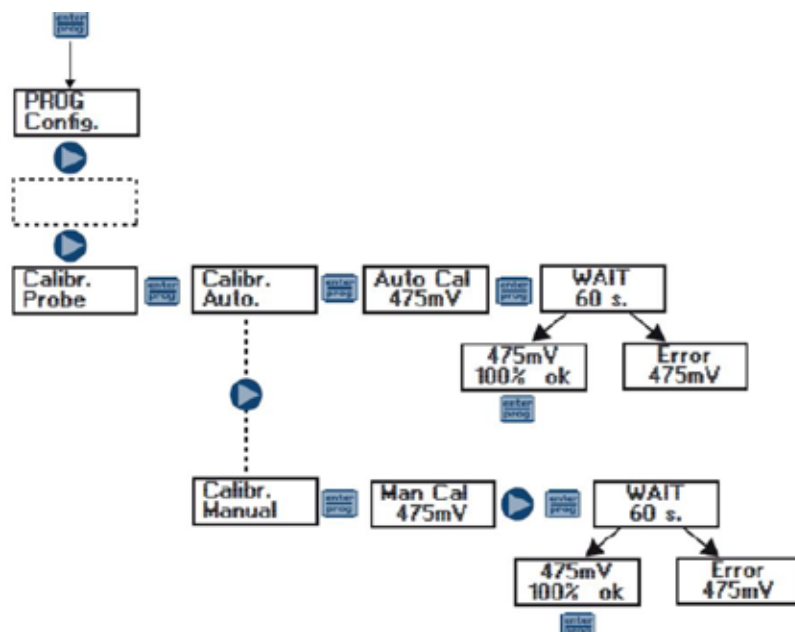 enter
prog
PROG
Config.
Calibr.
Probe
enter
prog
Calibr.
Auto.
enter
prog
Auto Cal
475mV
enter
prog
WAIT
60 s.
475mV
100% ok
enter
prog
Error
475mV
Calibr.
Manual
enter
prog
Man Cal
475mV
enter
prog
WAIT
60 s.
475mV
100% ok
enter
prog
Error
475mV